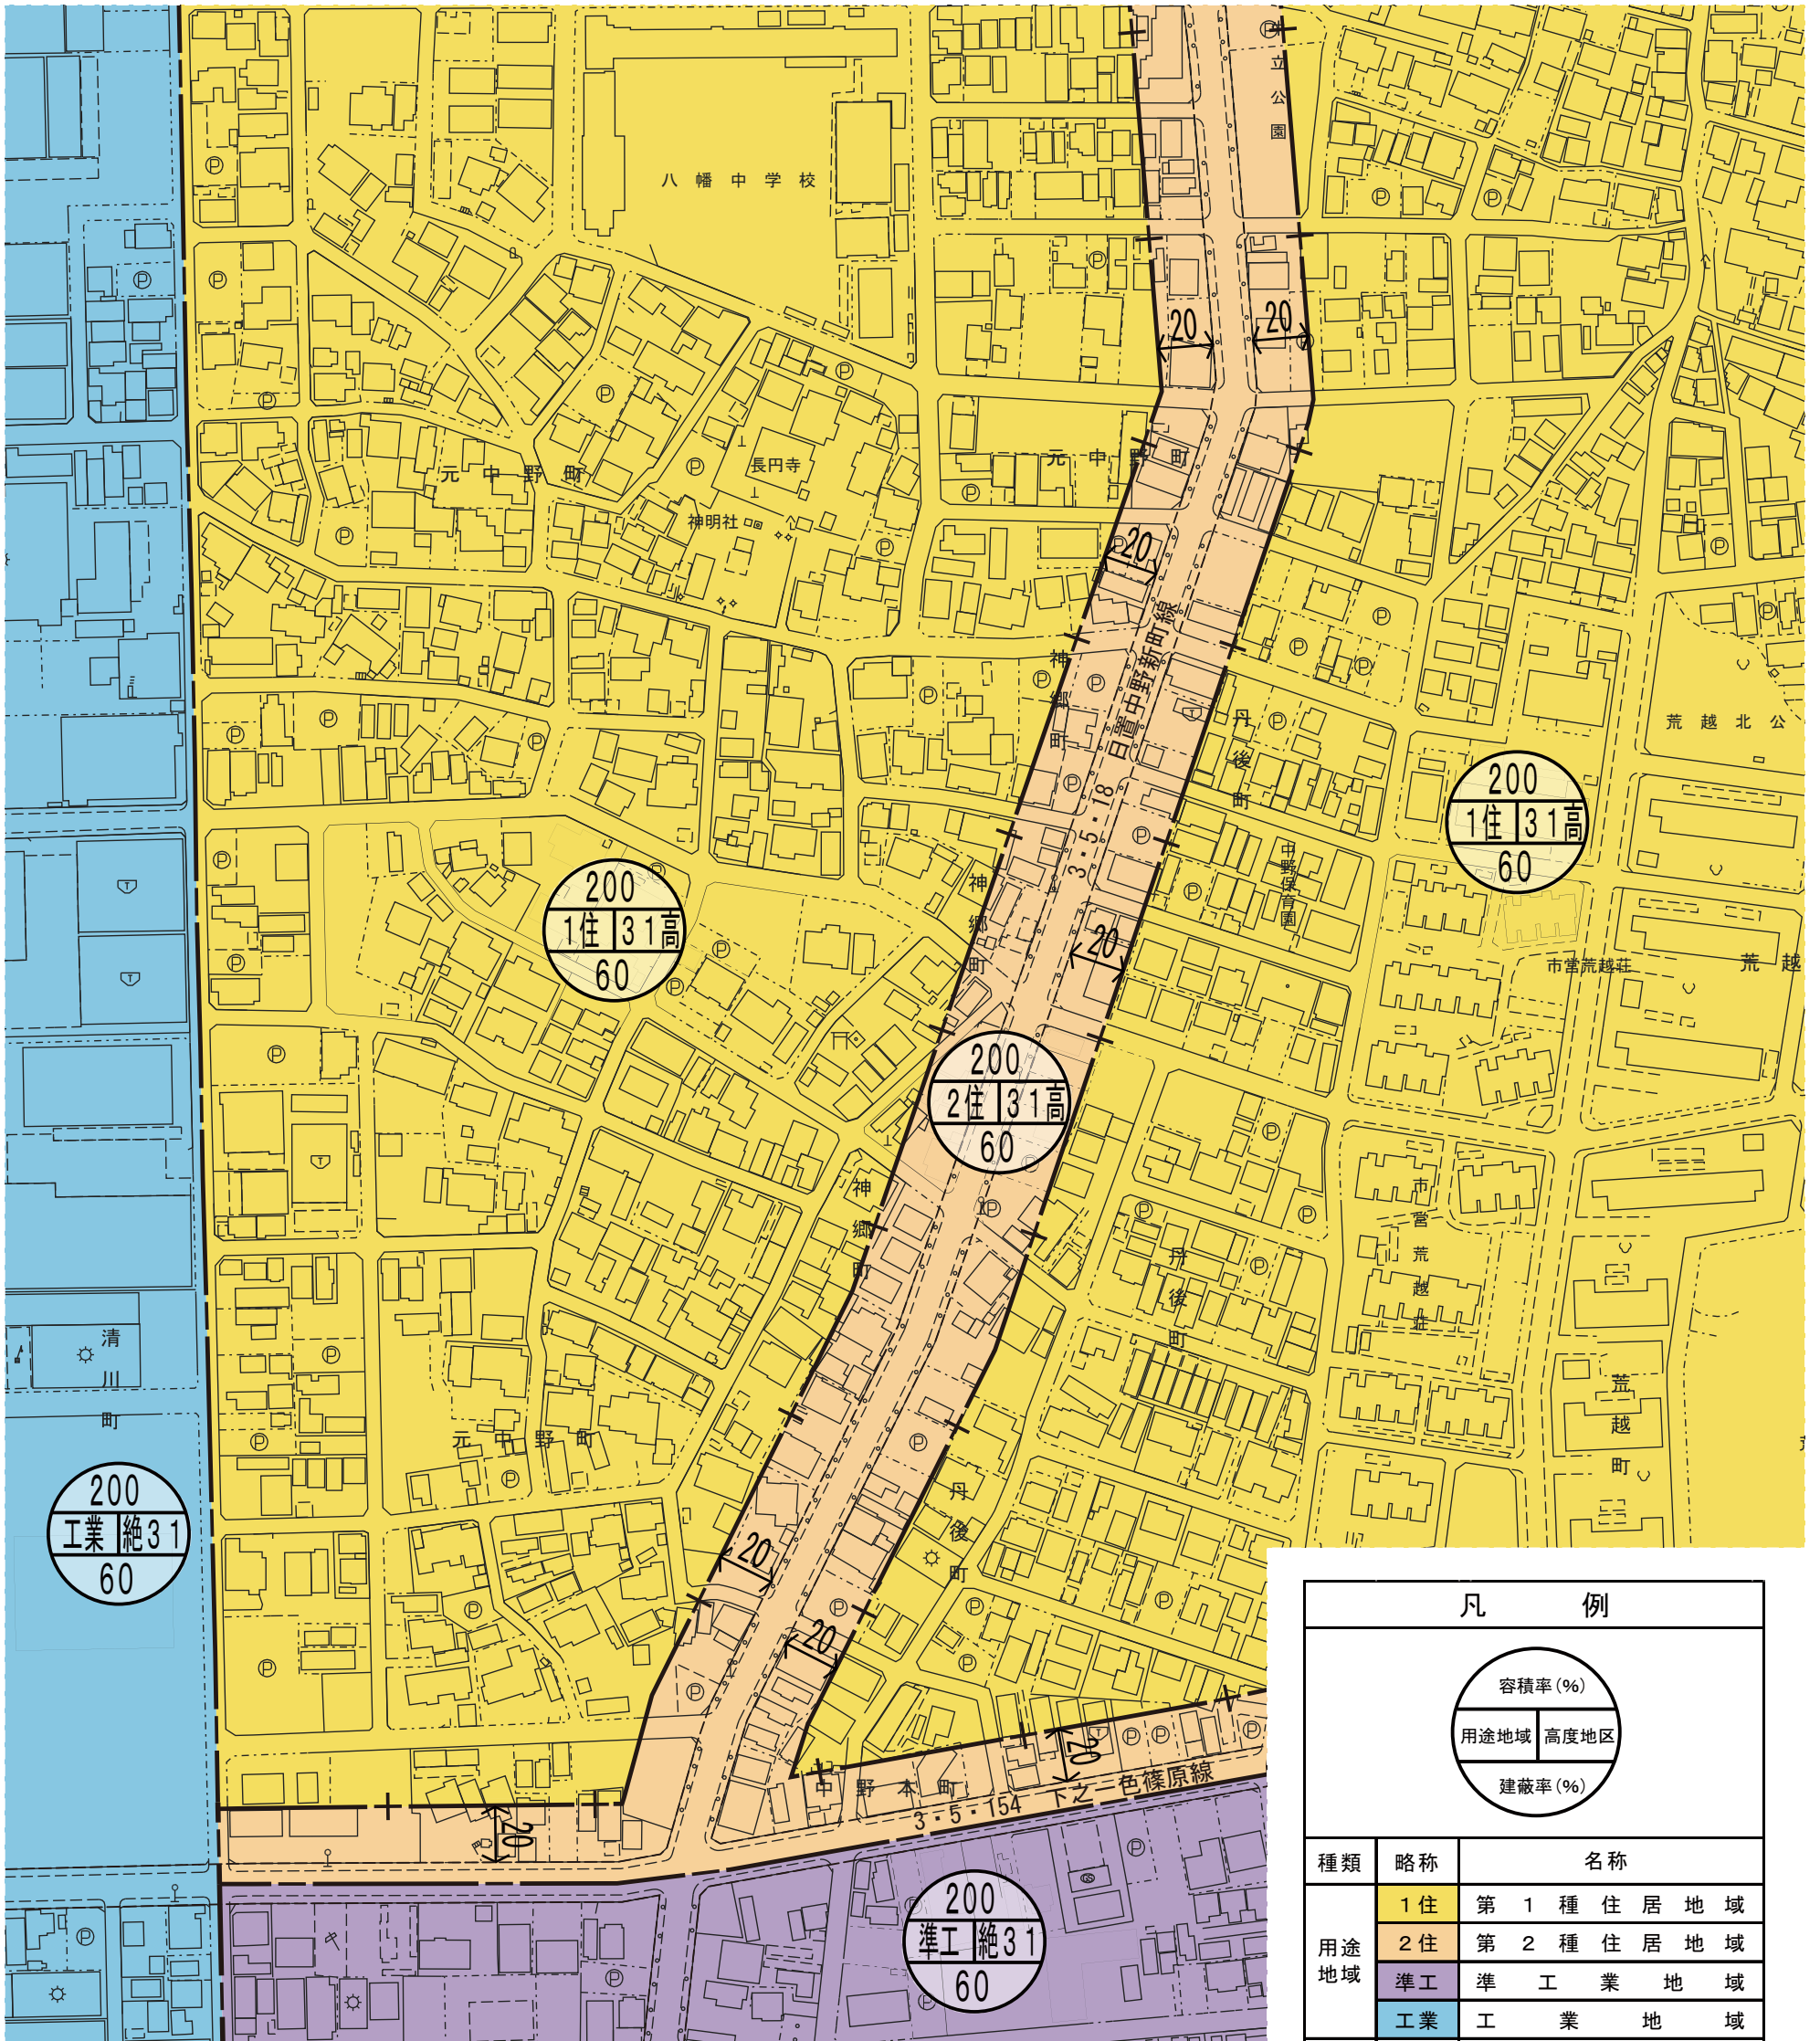 八幡中学校
公園
20
20
元中野町
長円寺
元中野町
神明社
20
日置中野新町線
3・5・18
神郷町
丹後町
荒越北公
200
1住 31高
60
中野保育園
200
1住 31高
60
神郷町
20
市営荒越荘
荒越
200
2住 31高
60
神郷町
丹後町
市営荒越荘
清川町
元中野町
荒越町
丹後町
200
工業 絶31
60
20
20
20
中野本町
3・5・154 下之一色篠原線
20
200
準工 絶31
60
凡例
容積率(%)
用途地域 高度地区
建蔽率(%)
種類 略称 名称
用途地域
1住 第1種住居地域
2住 第2種住居地域
準工 準工業地域
工業 工業地域